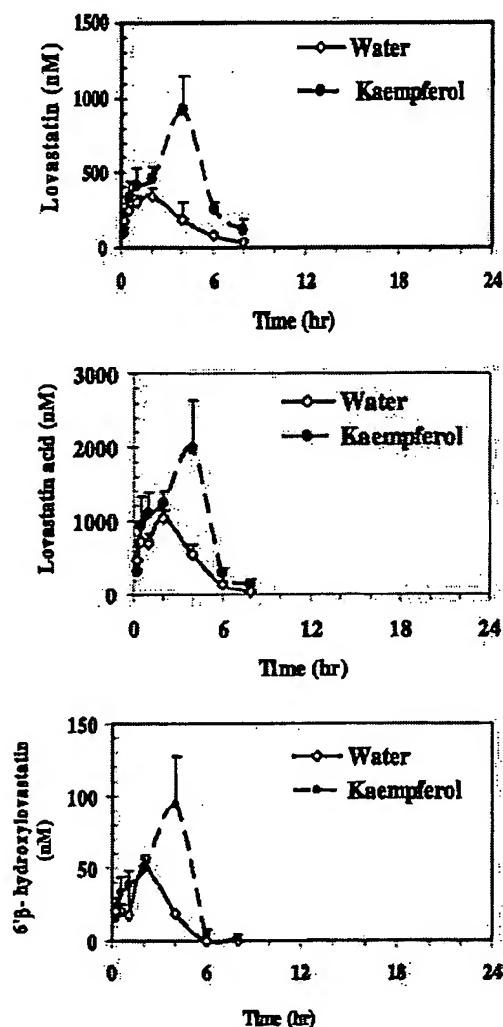 1500
Water
Kaempferol
1000
500
0
Lovastatin (nM)
0 6 12 18 24
Time (hr)
3000
Water
Kaempferol
2000
1000
0
Lovastatin acid (nM)
0 6 12 18 24
Time (hr)
150
Water
Kaempferol
100
50
0
6'β- hydroxylovastatin
(nM)
0 6 12 18 24
Time (hr)